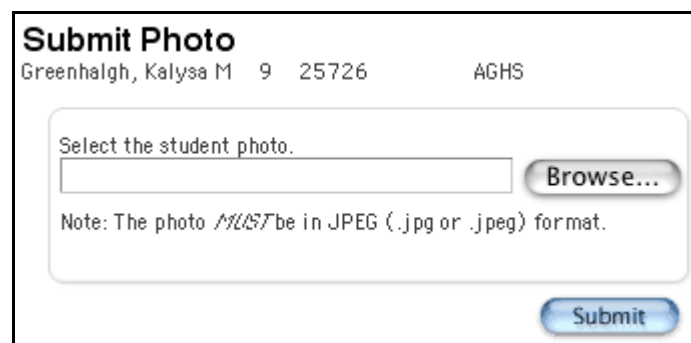 Submit Photo
Greenhalgh, Kalysa M 9 25726 AGHS
Select the student photo.
Browse...
Note: The photo MUST be in JPEG (.jpg or .jpeg) format.
Submit